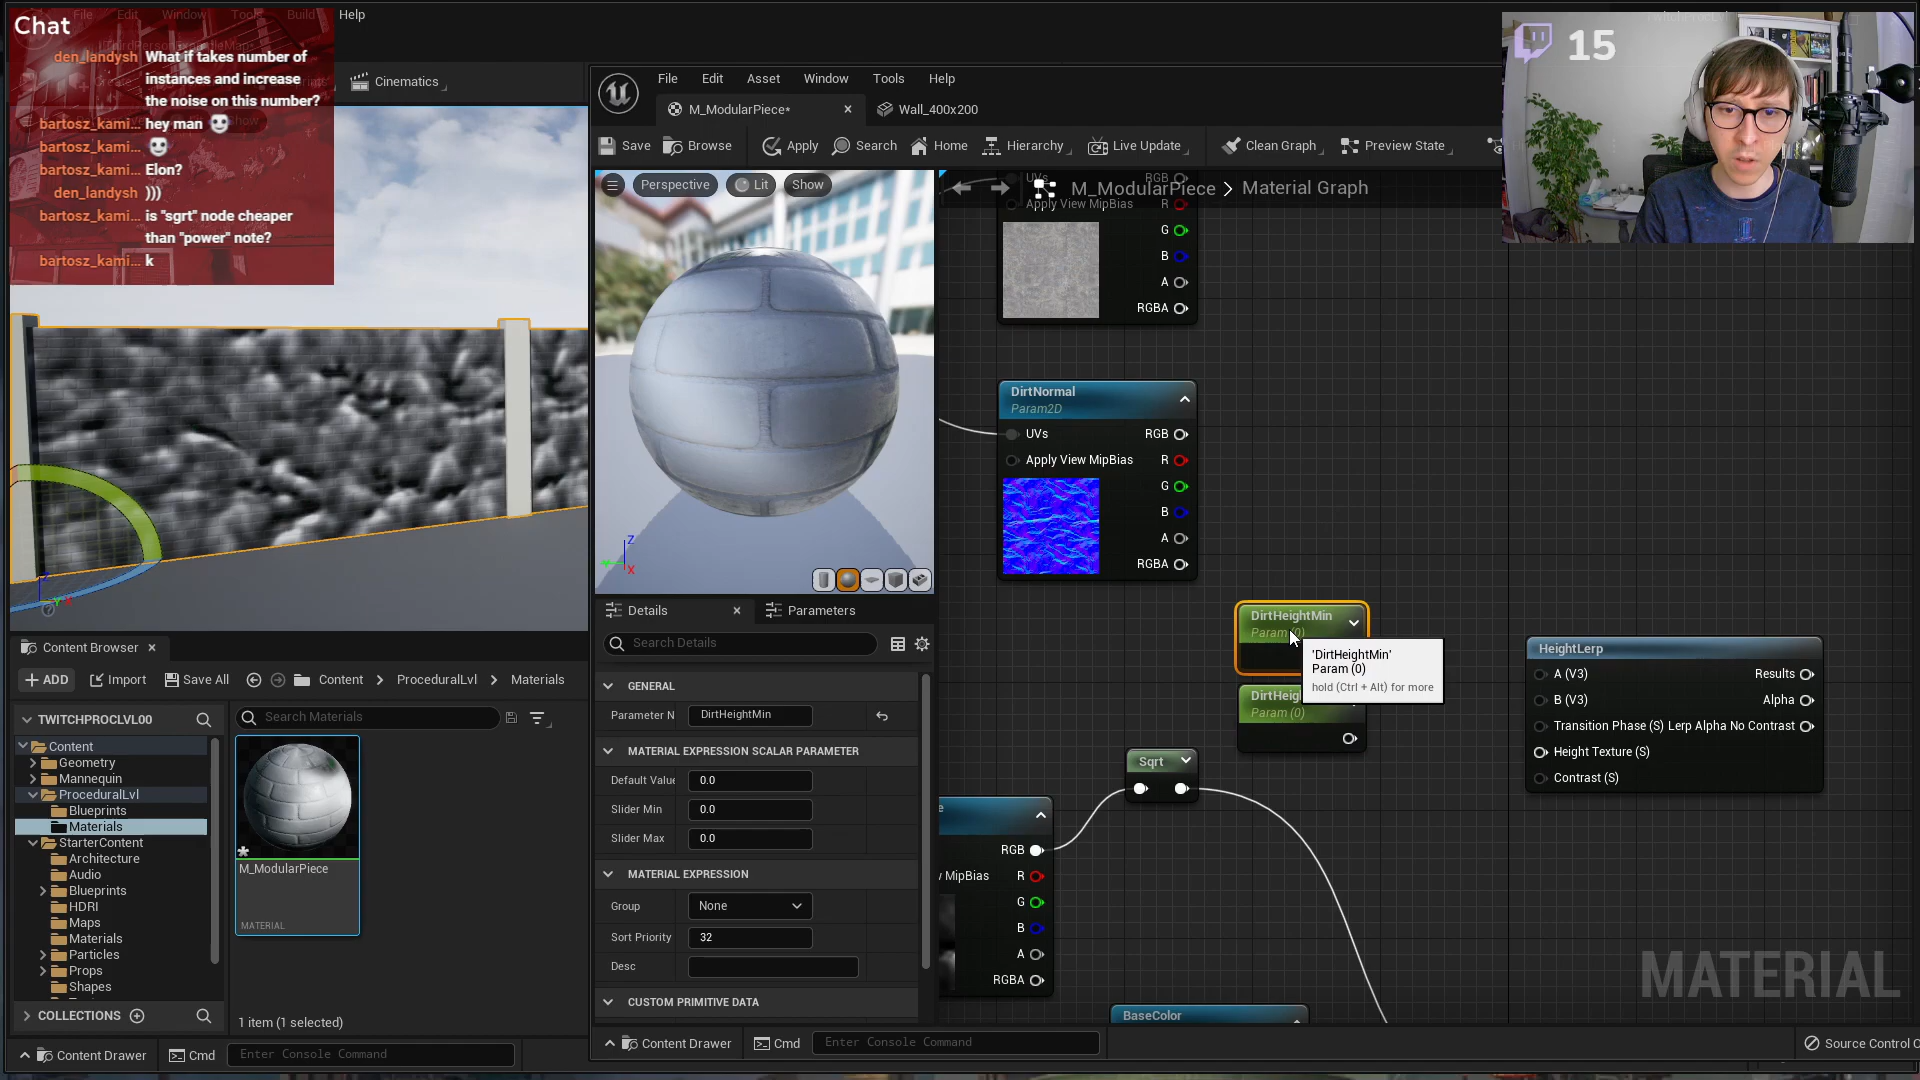 Chat
den_landysh What if takes number of
instances and increase
the noise on this number?
bartosz_kami... hey man
bartosz_kami...
bartosz_kami... Elon?
den_landysh )))
bartosz_kami... is "sgrt" node cheaper
than "power" note?
bartosz_kami... k
Help
Cinematics
15
File Edit Asset Window Tools Help
M_ModularPiece*
Wall_400x200
Save
Browse
Apply
Search
Home
Hierarchy
Live Update
Clean Graph
Preview State
Perspective
Lit
Show
M_ModularPiece > Material Graph
UVs RGB
Apply View MipBias R
G
B
A
RGBA
DirtNormal
Param2D
UVs RGB
Apply View MipBias R
G
B
A
RGBA
DirtHeightMin
Param (0)
'DirtHeightMin'
Param (0)
hold (Ctrl + Alt) for more
DirtHeig
Param (0)
Sqrt
HeightLerp
A (V3) Results
B (V3) Alpha
Transition Phase (S) Lerp Alpha No Contrast
Height Texture (S)
Contrast (S)
RGB
MipBias R
G
B
A
RGBA
BaseColor
MATERIAL
Z
X
Details
Parameters
Search Details
GENERAL
Parameter N DirtHeightMin
MATERIAL EXPRESSION SCALAR PARAMETER
Default Value 0.0
Slider Min 0.0
Slider Max 0.0
MATERIAL EXPRESSION
Group None
Sort Priority 32
Desc
CUSTOM PRIMITIVE DATA
Content Drawer
Cmd
Enter Console Command
Source Control O
Content Browser
ADD
Import
Save All
Content > ProceduralLvl > Materials
TWITCHPROCLVL00
Search Materials
Content
Geometry
Mannequin
ProceduralLvl
Blueprints
Materials
StarterContent
Architecture
Audio
Blueprints
HDRI
Maps
Materials
Particles
Props
Shapes
M_ModularPiece
MATERIAL
COLLECTIONS
1 item (1 selected)
Content Drawer
Cmd
Enter Console Command